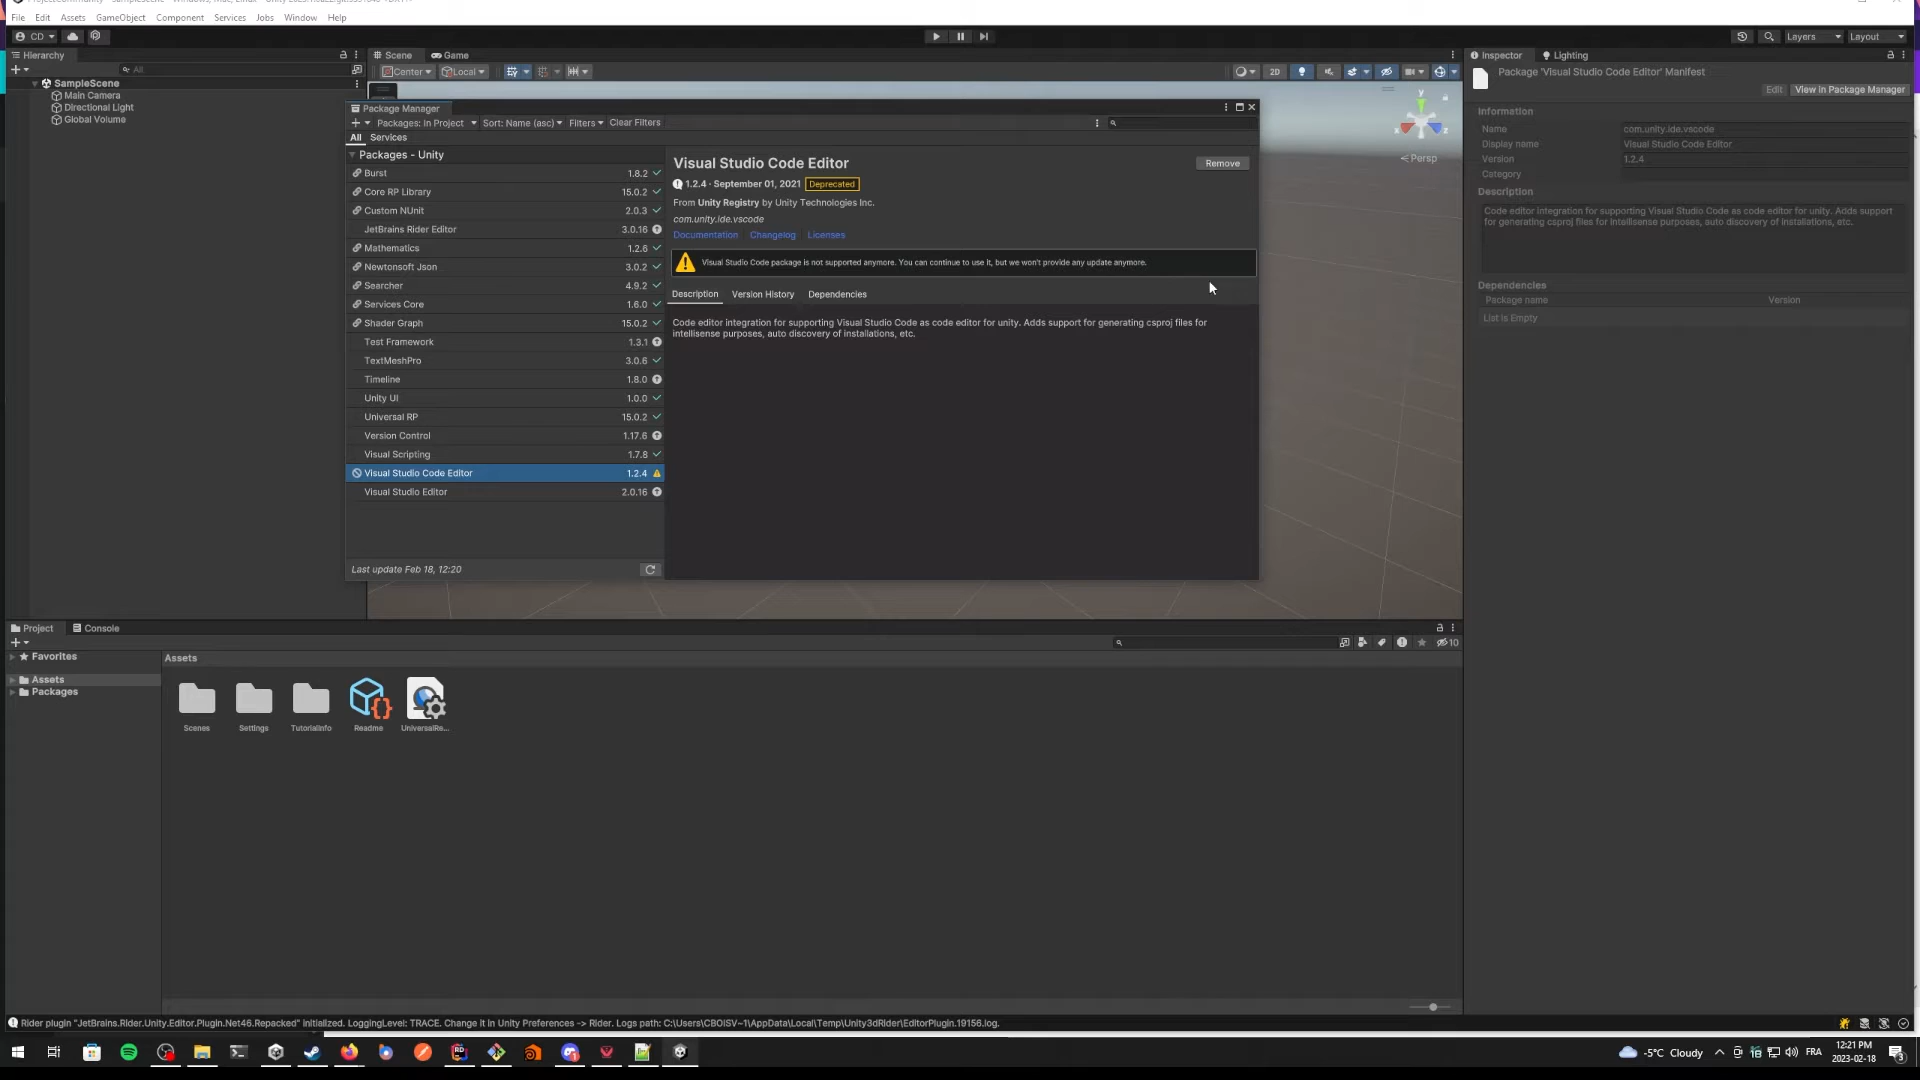 File Edit Assets GameObject Component Services Jobs Window Help
CD
Layers Layout
Hierarchy
All
SampleScene
Main Camera
Directional Light
Global Volume
Scene Game
Center Local
2D
y
x z
Persp
Package Manager
Packages: In Project Sort: Name (asc) Filters Clear Filters
All Services
Packages - Unity
Burst 1.8.2
Core RP Library 15.0.2
Custom NUnit 2.0.3
JetBrains Rider Editor 3.0.16
Mathematics 1.2.6
Newtonsoft Json 3.0.2
Searcher 4.9.2
Services Core 1.6.0
Shader Graph 15.0.2
Test Framework 1.3.1
TextMeshPro 3.0.6
Timeline 1.8.0
Unity UI 1.0.0
Universal RP 15.0.2
Version Control 1.17.6
Visual Scripting 1.7.8
Visual Studio Code Editor 1.2.4
Visual Studio Editor 2.0.16
Last update Feb 18, 12:20
Visual Studio Code Editor
Remove
1.2.4 · September 01, 2021 Deprecated
From Unity Registry by Unity Technologies Inc.
com.unity.ide.vscode
Documentation Changelog Licenses
Visual Studio Code package is not supported anymore. You can continue to use it, but we won't provide any update anymore.
Description Version History Dependencies
Code editor integration for supporting Visual Studio Code as code editor for unity. Adds support for generating csproj files for
intellisense purposes, auto discovery of installations, etc.
Inspector Lighting
Package 'Visual Studio Code Editor' Manifest
Edit View in Package Manager
Information
Name com.unity.ide.vscode
Display name Visual Studio Code Editor
Version 1.2.4
Category
Description
Code editor integration for supporting Visual Studio Code as code editor for unity. Adds support
for generating csproj files for intellisense purposes, auto discovery of installations, etc.
Dependencies
Package name Version
List is Empty
Project Console
10
Favorites
Assets
Packages
Assets
Scenes Settings TutorialInfo Readme UniversalRe...
Rider plugin "JetBrains.Rider.Unity.Editor.Plugin.Net46.Repacked" initialized. LoggingLevel: TRACE. Change it in Unity Preferences -> Rider. Logs path: C:\Users\CBOISV~1\AppData\Local\Temp\Unity3dRider\EditorPlugin.19156.log.
-5°C Cloudy
FRA
12:21 PM
2023-02-18
3